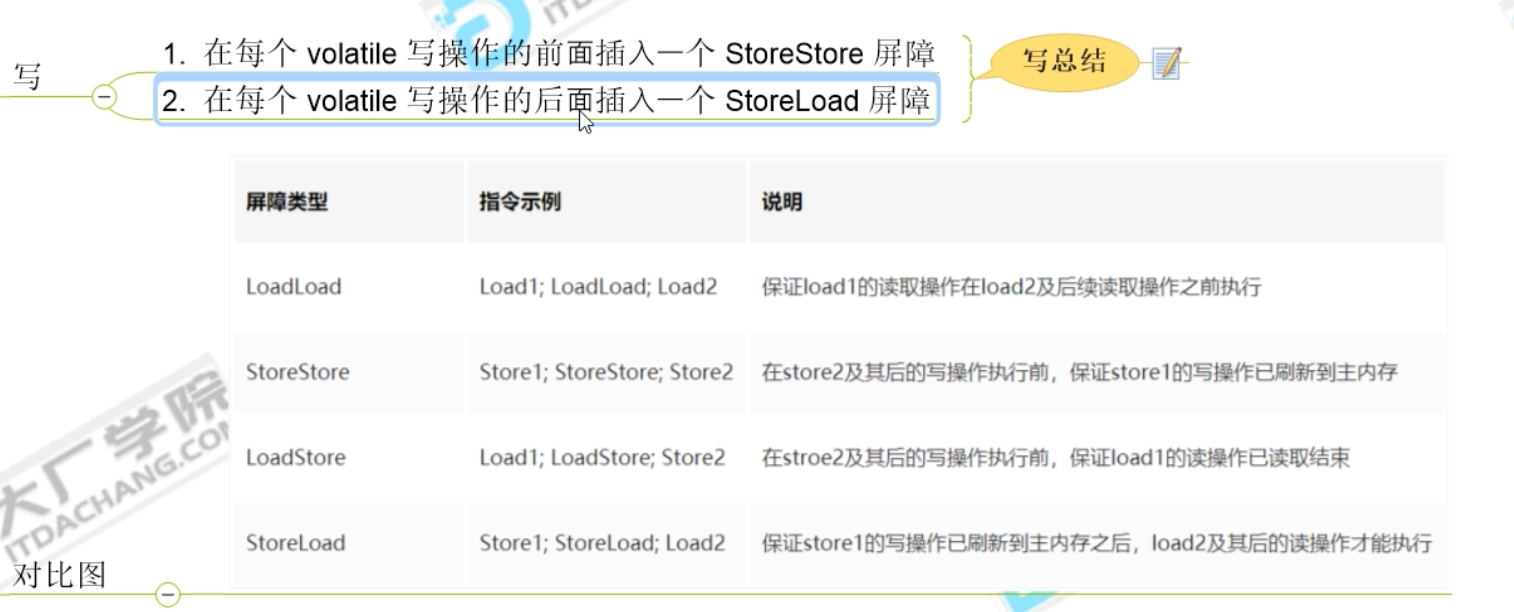 写
1. 在每个 volatile 写操作的前面插入一个 StoreStore 屏障
2. 在每个 volatile 写操作的后面插入一个 StoreLoad 屏障
写总结
屏障类型 指令示例 说明
LoadLoad Load1; LoadLoad; Load2 保证load1的读取操作在load2及后续读取操作之前执行
StoreStore Store1; StoreStore; Store2 在store2及其后的写操作执行前，保证store1的写操作已刷新到主内存
LoadStore Load1; LoadStore; Store2 在stroe2及其后的写操作执行前，保证load1的读操作已读取结束
StoreLoad Store1; StoreLoad; Load2 保证store1的写操作已刷新到主内存之后，load2及其后的读操作才能执行
对比图
大厂学院
ITDACHANG.COM